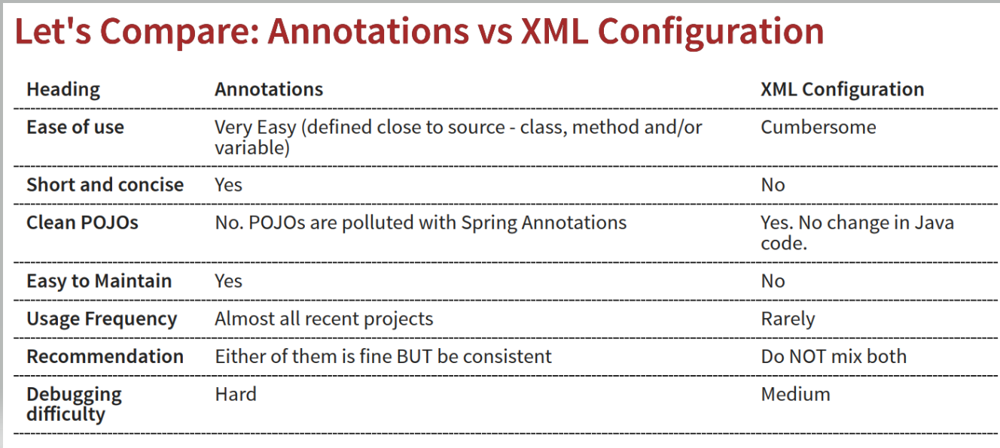 Let's Compare: Annotations vs XML Configuration
Heading Annotations XML Configuration
Ease of use Very Easy (defined close to source - class, method and/or Cumbersome
variable)
Short and concise Yes No
Clean POJOs No. POJOs are polluted with Spring Annotations Yes. No change in Java
code.
Easy to Maintain Yes No
Usage Frequency Almost all recent projects Rarely
Recommendation Either of them is fine BUT be consistent Do NOT mix both
Debugging Hard Medium
difficulty